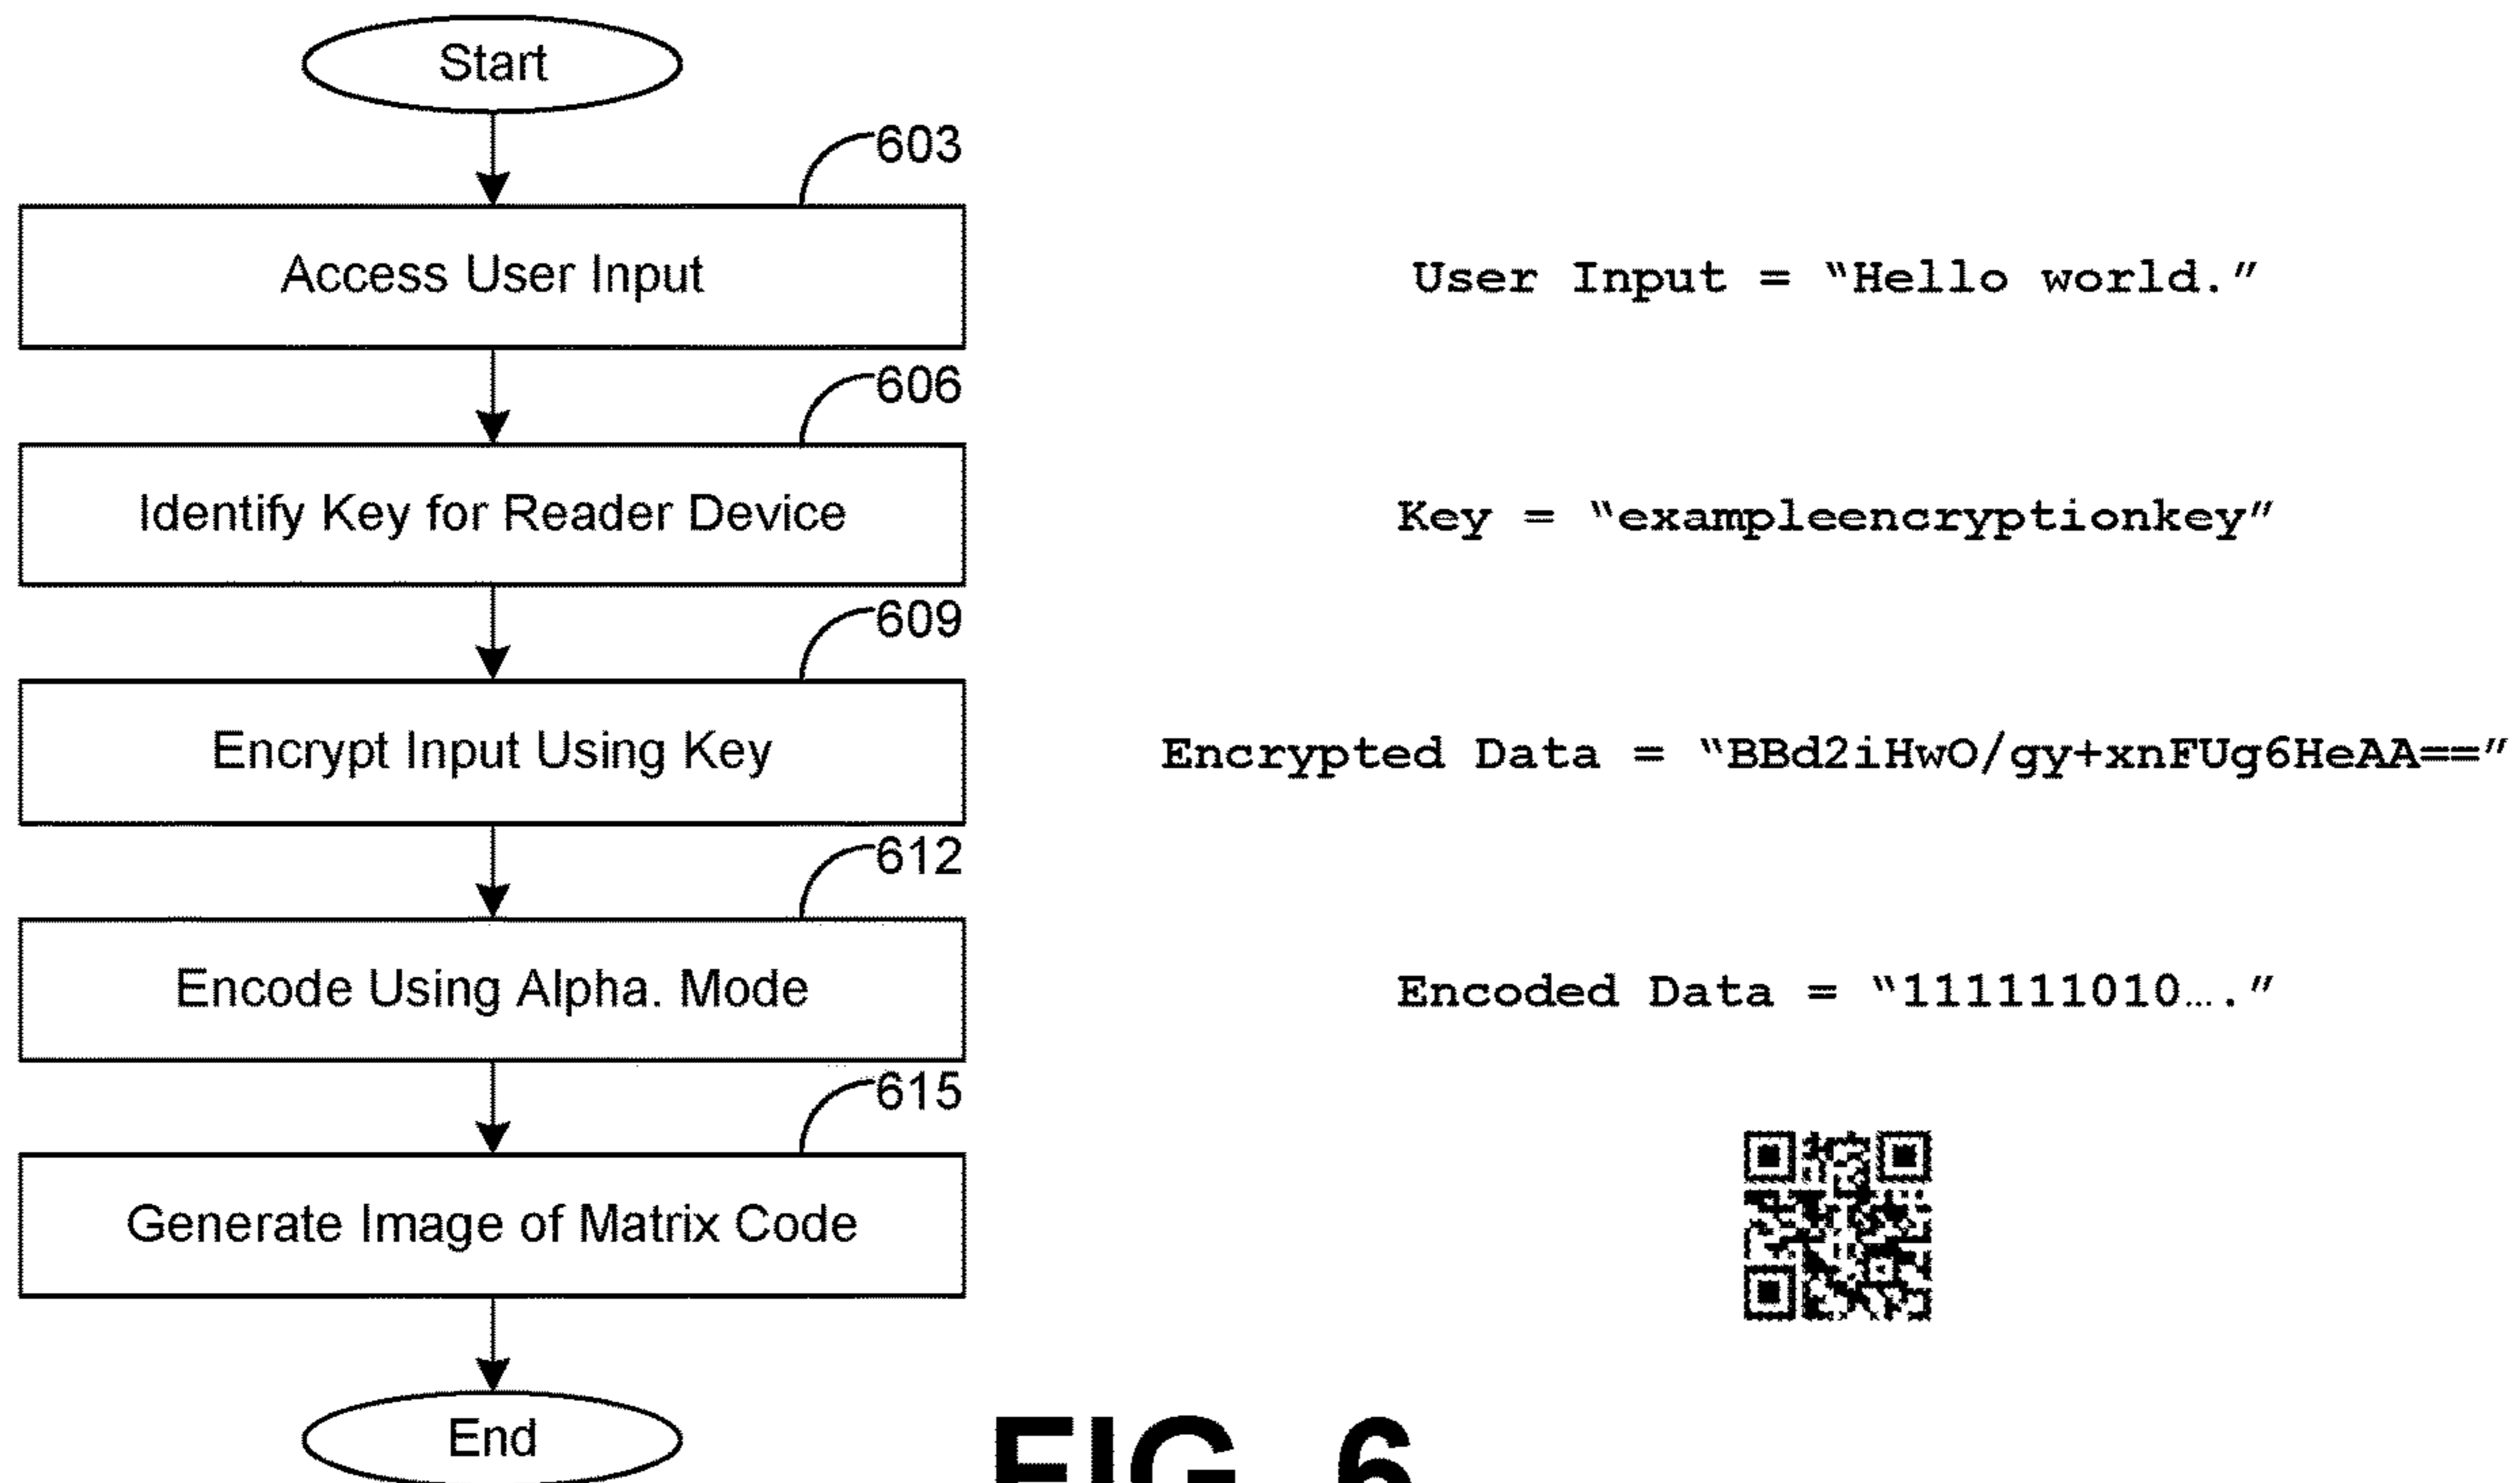 Start
603
Access User Input
User Input = “Hello world.”
606
Identify Key for Reader Device
Key = “exampleencryptionkey”
609
Encrypt Input Using Key
Encrypted Data = “BBd2iHwO/gy+xnFUg6HeAA==”
612
Encode Using Alpha. Mode
Encoded Data = “111111010….”
615
Generate Image of Matrix Code
End
FIG. 6